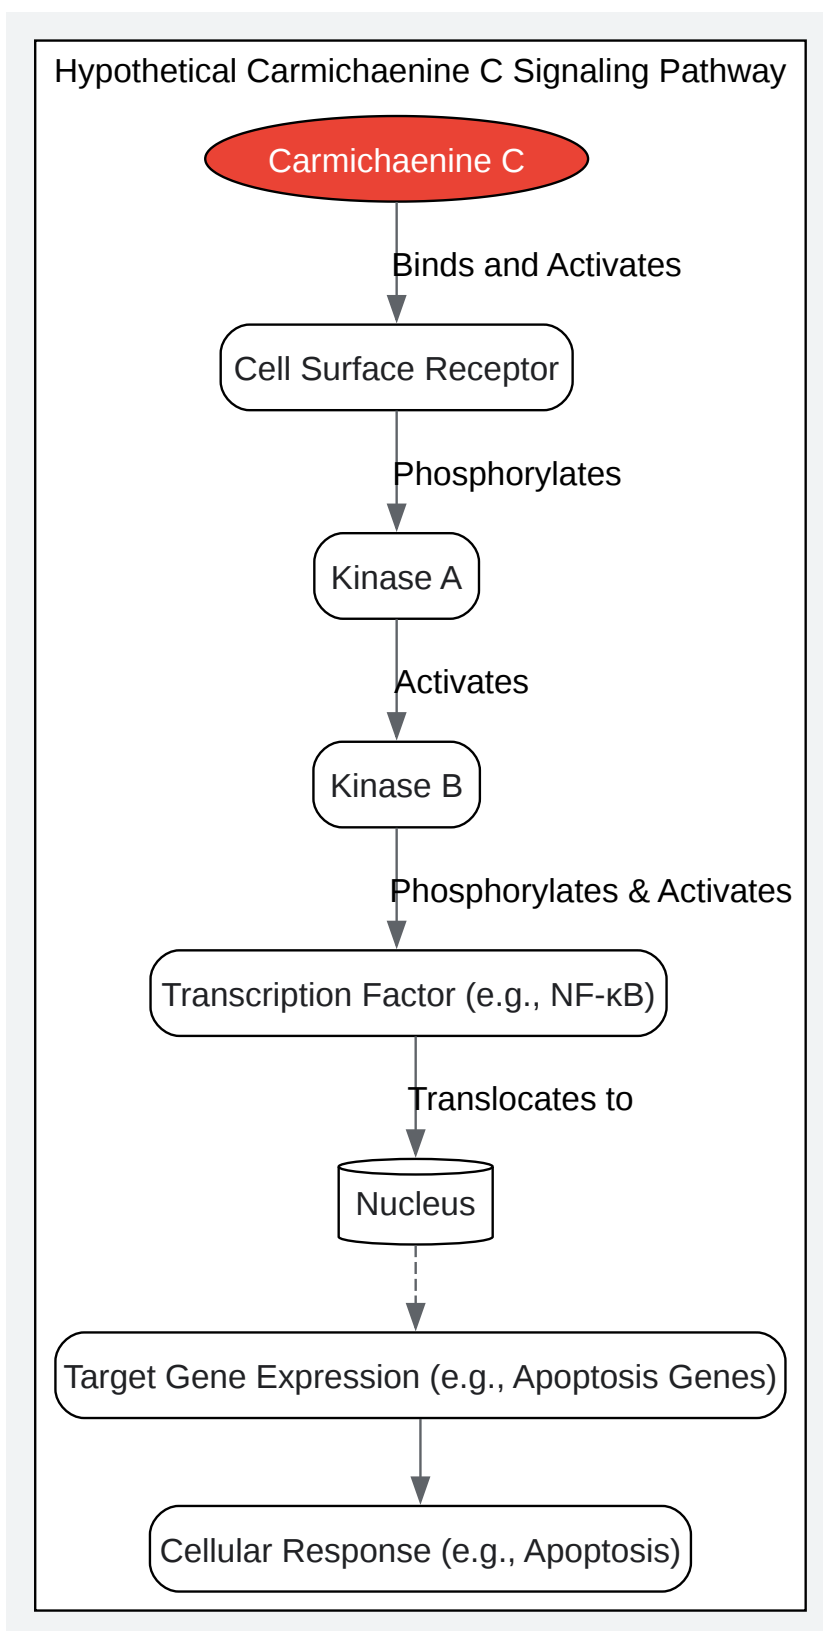 Hypothetical Carmichaenine C Signaling Pathway
Carmichaenine C
Binds and Activates
Cell Surface Receptor
Phosphorylates
Kinase A
Activates
Kinase B
Phosphorylates & Activates
Transcription Factor (e.g., NF-κB)
Translocates to
Nucleus
Target Gene Expression (e.g., Apoptosis Genes)
Cellular Response (e.g., Apoptosis)